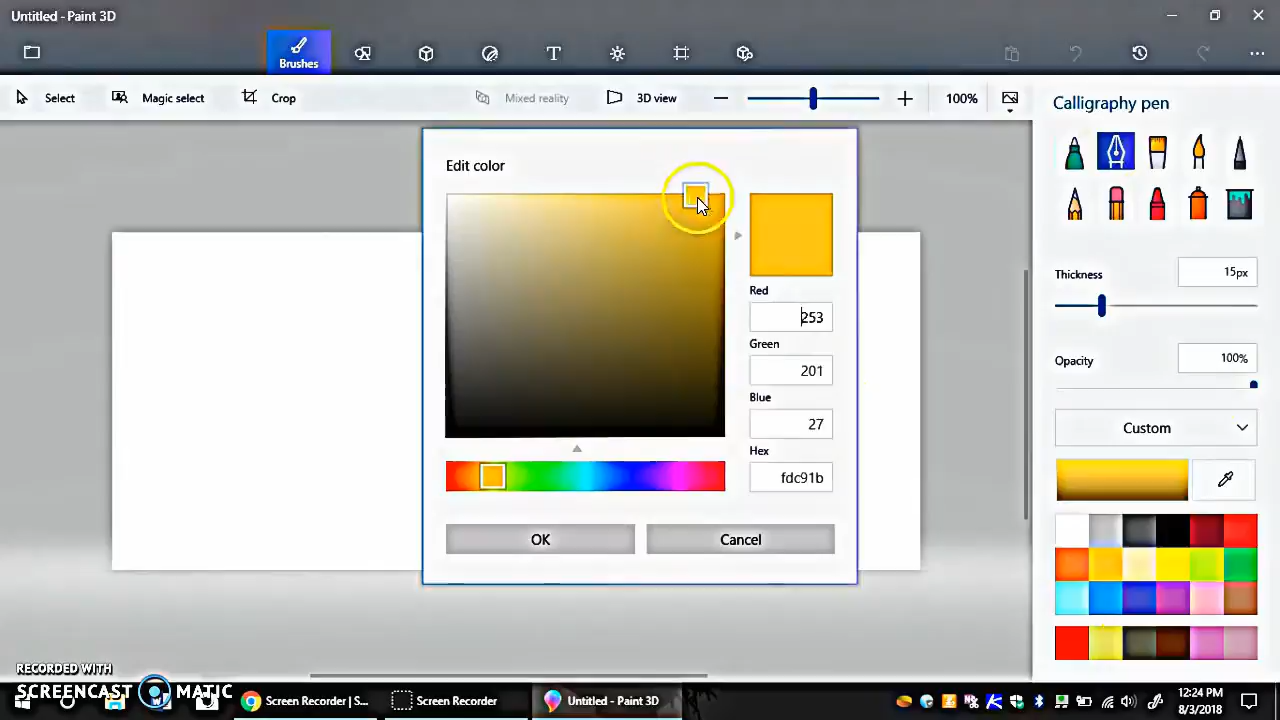 Untitled - Paint 3D
Brushes
Select
Magic select
Crop
Mixed reality
3D view
100%
Calligraphy pen
Edit color
Thickness
15px
Red
253
Green
201
Opacity
100%
Blue
27
Custom
Hex
fdc91b
OK
Cancel
RECORDED WITH
SCREENCAST MATIC
Screen Recorder | S...
Screen Recorder
Untitled - Paint 3D
12:24 PM
8/3/2018